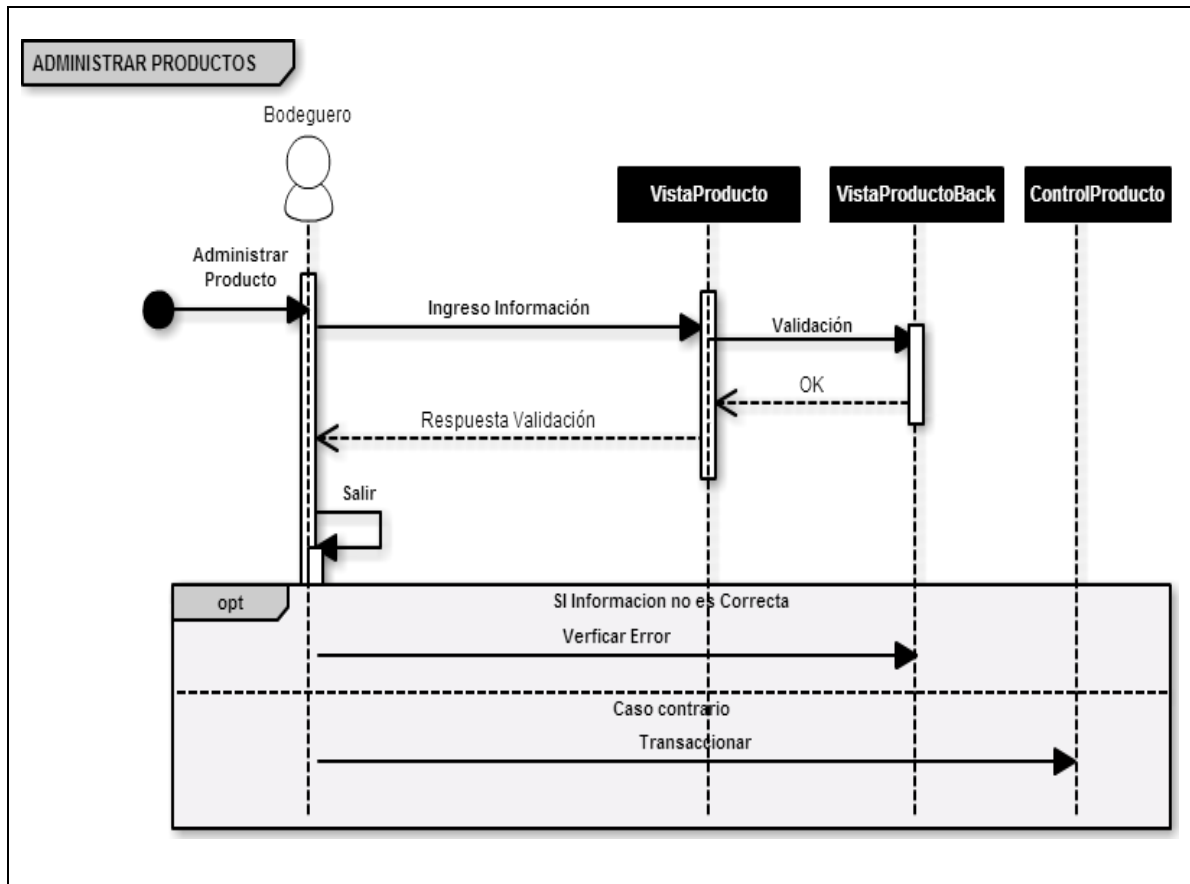 ADMINISTRAR PRODUCTOS
Bodeguero
VistaProducto
VistaProductoBack
ControlProducto
Administrar
Producto
Ingreso Información
Validación
OK
Respuesta Validación
Salir
opt
SI Informacion no es Correcta
Verficar Error
Caso contrario
Transaccionar